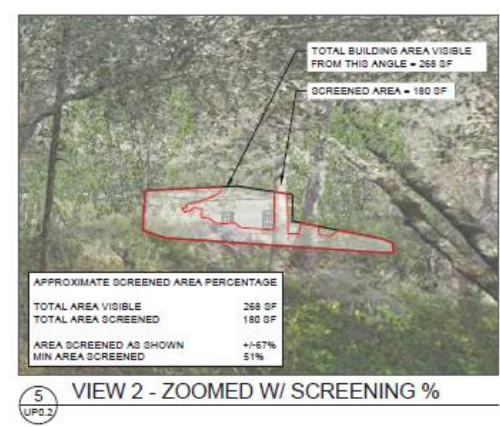 TOTAL BUILDING AREA VISIBLE
FROM THIS ANGLE = 268 SF
SCREENED AREA = 180 SF
APPROXIMATE SCREENED AREA PERCENTAGE
TOTAL AREA VISIBLE 268 SF
TOTAL AREA SCREENED 180 SF
AREA SCREENED AS SHOWN +/-67%
MIN AREA SCREENED 51%
5 VIEW 2 - ZOOMED W/ SCREENING %
UP0.2